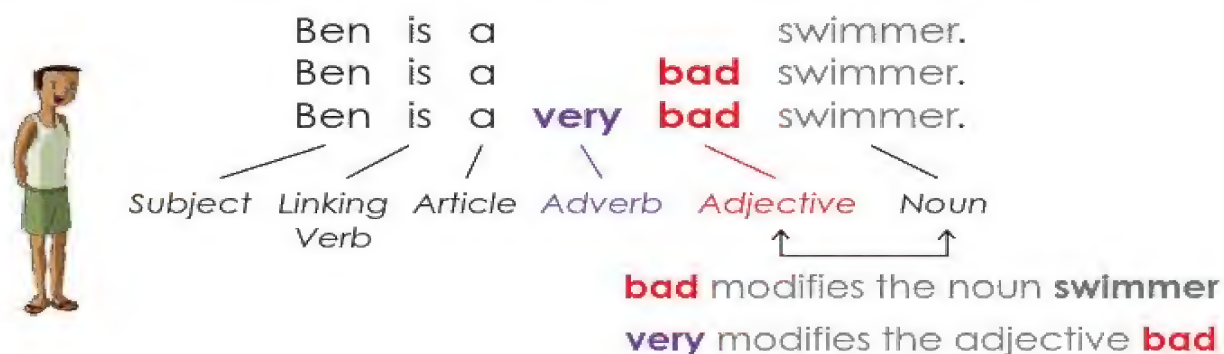 Ben is a swimmer.
Ben is a bad swimmer.
Ben is a very bad swimmer.
Subject Linking Verb Article Adverb Adjective Noun
bad modifies the noun swimmer
very modifies the adjective bad